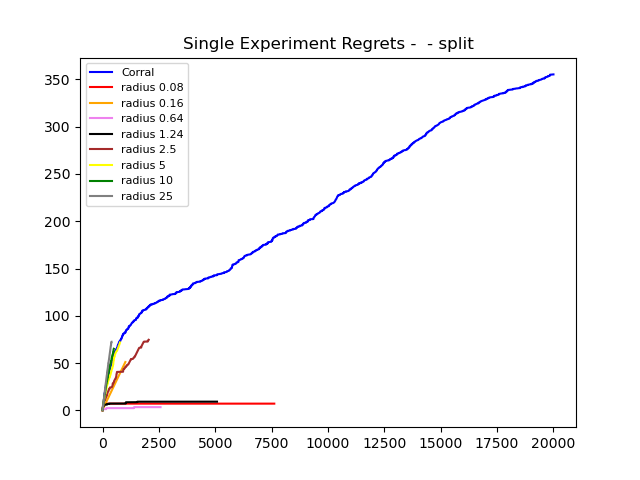 Single Experiment Regrets -  - split
Corral
radius 0.08
radius 0.16
radius 0.64
radius 1.24
radius 2.5
radius 5
radius 10
radius 25
350
300
250
200
150
100
50
0
0 2500 5000 7500 10000 12500 15000 17500 20000